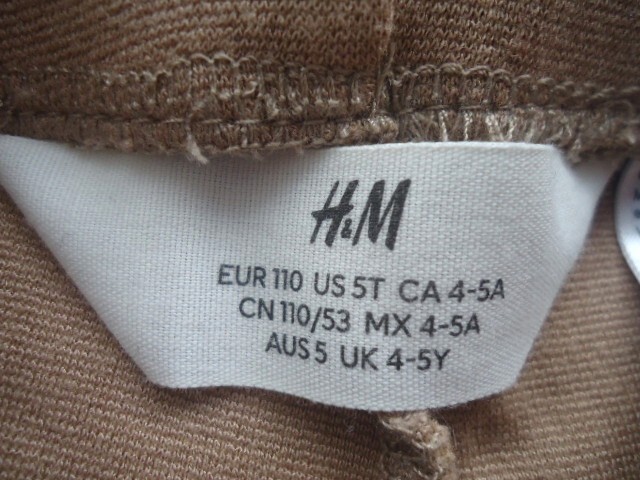 H&M
EUR 110 US 5T CA 4-5A
CN 110/53 MX 4-5A
AUS 5 UK 4-5Y